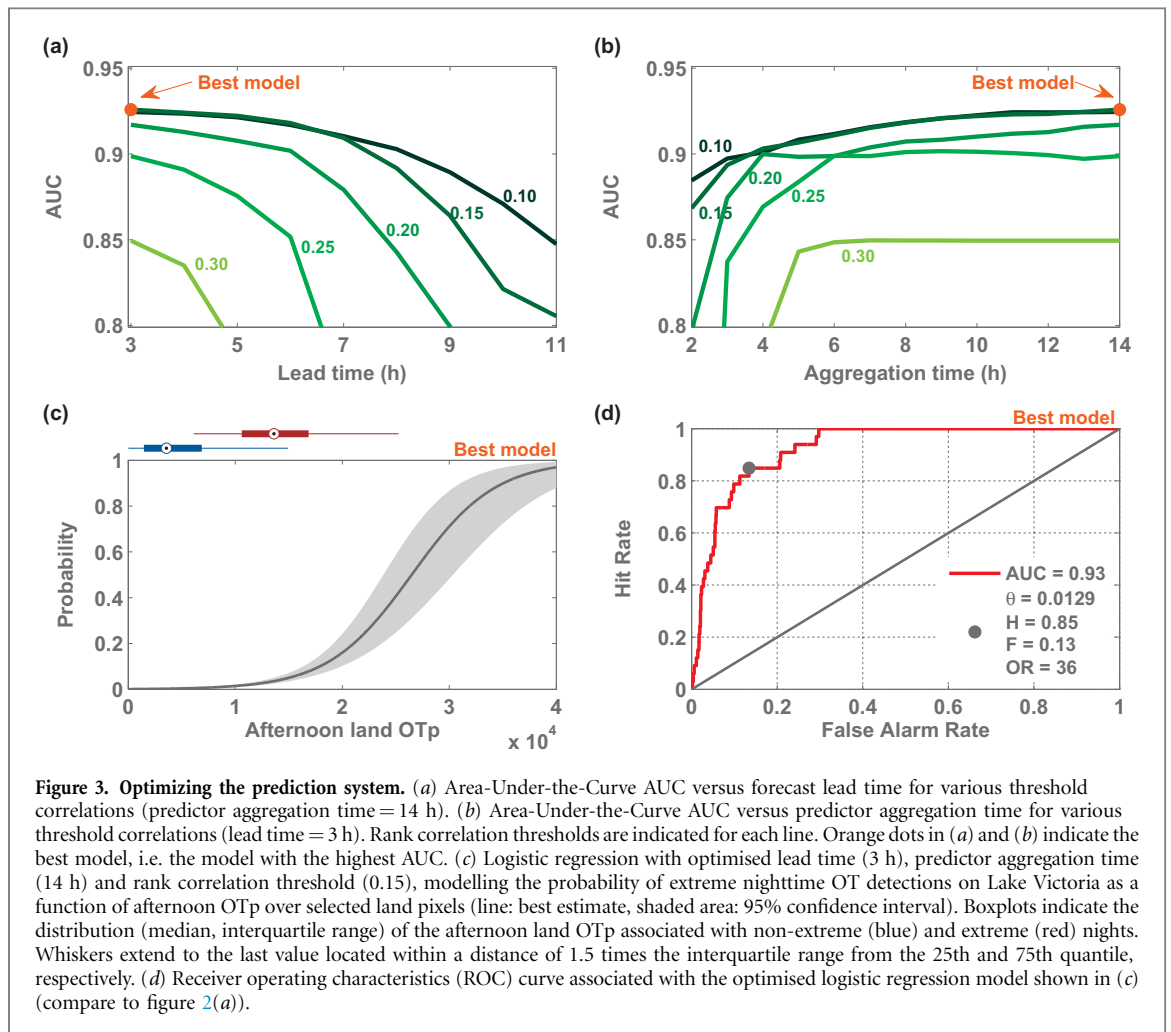 (a)
0.95
Best model
0.9
AUC
0.10
0.15
0.85
0.20
0.25
0.30
0.8
3 5 7 9 11
Lead time (h)
(b)
0.95
Best model
0.9
AUC
0.10
0.20
0.15
0.25
0.85
0.30
0.8
2 4 6 8 10 12 14
Aggregation time (h)
(c)
Best model
1
0.8
0.6
Probability
0.4
0.2
0
0 1 2 3 4
Afternoon land OTp
x 10^4
(d)
Best model
1
0.8
0.6
Hit Rate
0.4
0.2
0
AUC = 0.93
θ = 0.0129
H = 0.85
F = 0.13
OR = 36
0 0.2 0.4 0.6 0.8 1
False Alarm Rate
Figure 3. Optimizing the prediction system. (a) Area-Under-the-Curve AUC versus forecast lead time for various threshold
correlations (predictor aggregation time = 14 h). (b) Area-Under-the-Curve AUC versus predictor aggregation time for various
threshold correlations (lead time = 3 h). Rank correlation thresholds are indicated for each line. Orange dots in (a) and (b) indicate the
best model, i.e. the model with the highest AUC. (c) Logistic regression with optimised lead time (3 h), predictor aggregation time
(14 h) and rank correlation threshold (0.15), modelling the probability of extreme nighttime OT detections on Lake Victoria as a
function of afternoon OTp over selected land pixels (line: best estimate, shaded area: 95% confidence interval). Boxplots indicate the
distribution (median, interquartile range) of the afternoon land OTp associated with non-extreme (blue) and extreme (red) nights.
Whiskers extend to the last value located within a distance of 1.5 times the interquartile range from the 25th and 75th quantile,
respectively. (d) Receiver operating characteristics (ROC) curve associated with the optimised logistic regression model shown in (c)
(compare to figure 2(a)).